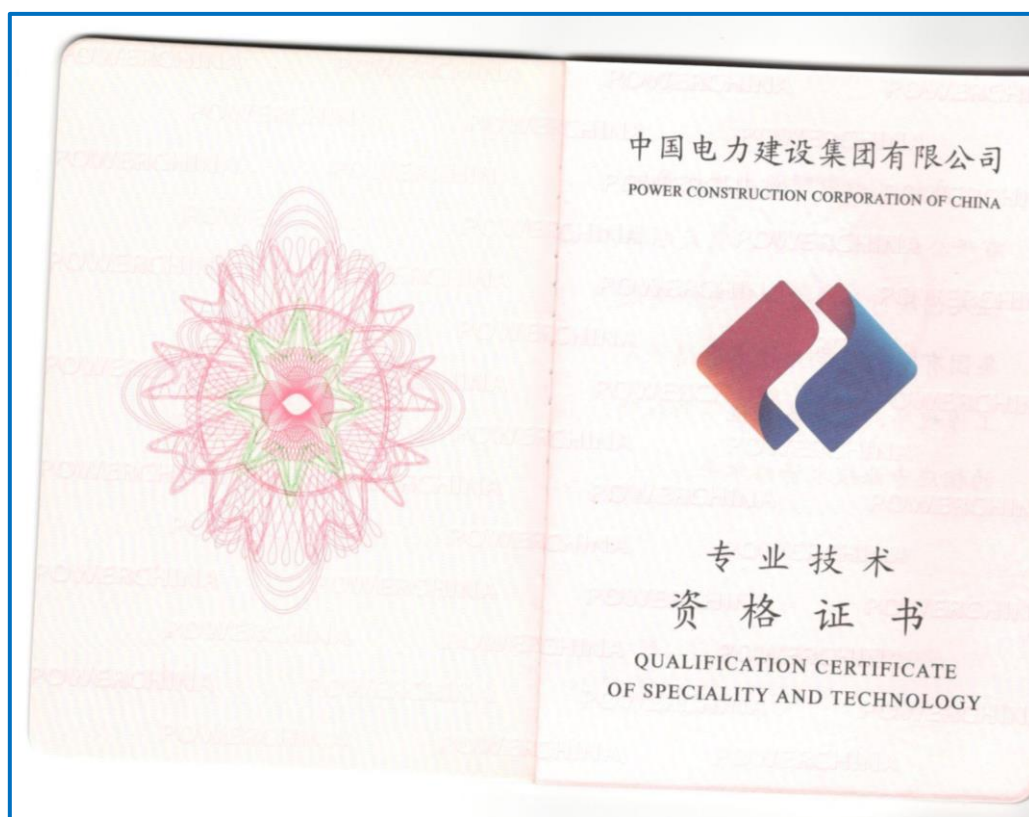 中国电力建设集团有限公司
POWER CONSTRUCTION CORPORATION OF CHINA
专业技术
资格证书
QUALIFICATION CERTIFICATE
OF SPECIALITY AND TECHNOLOGY